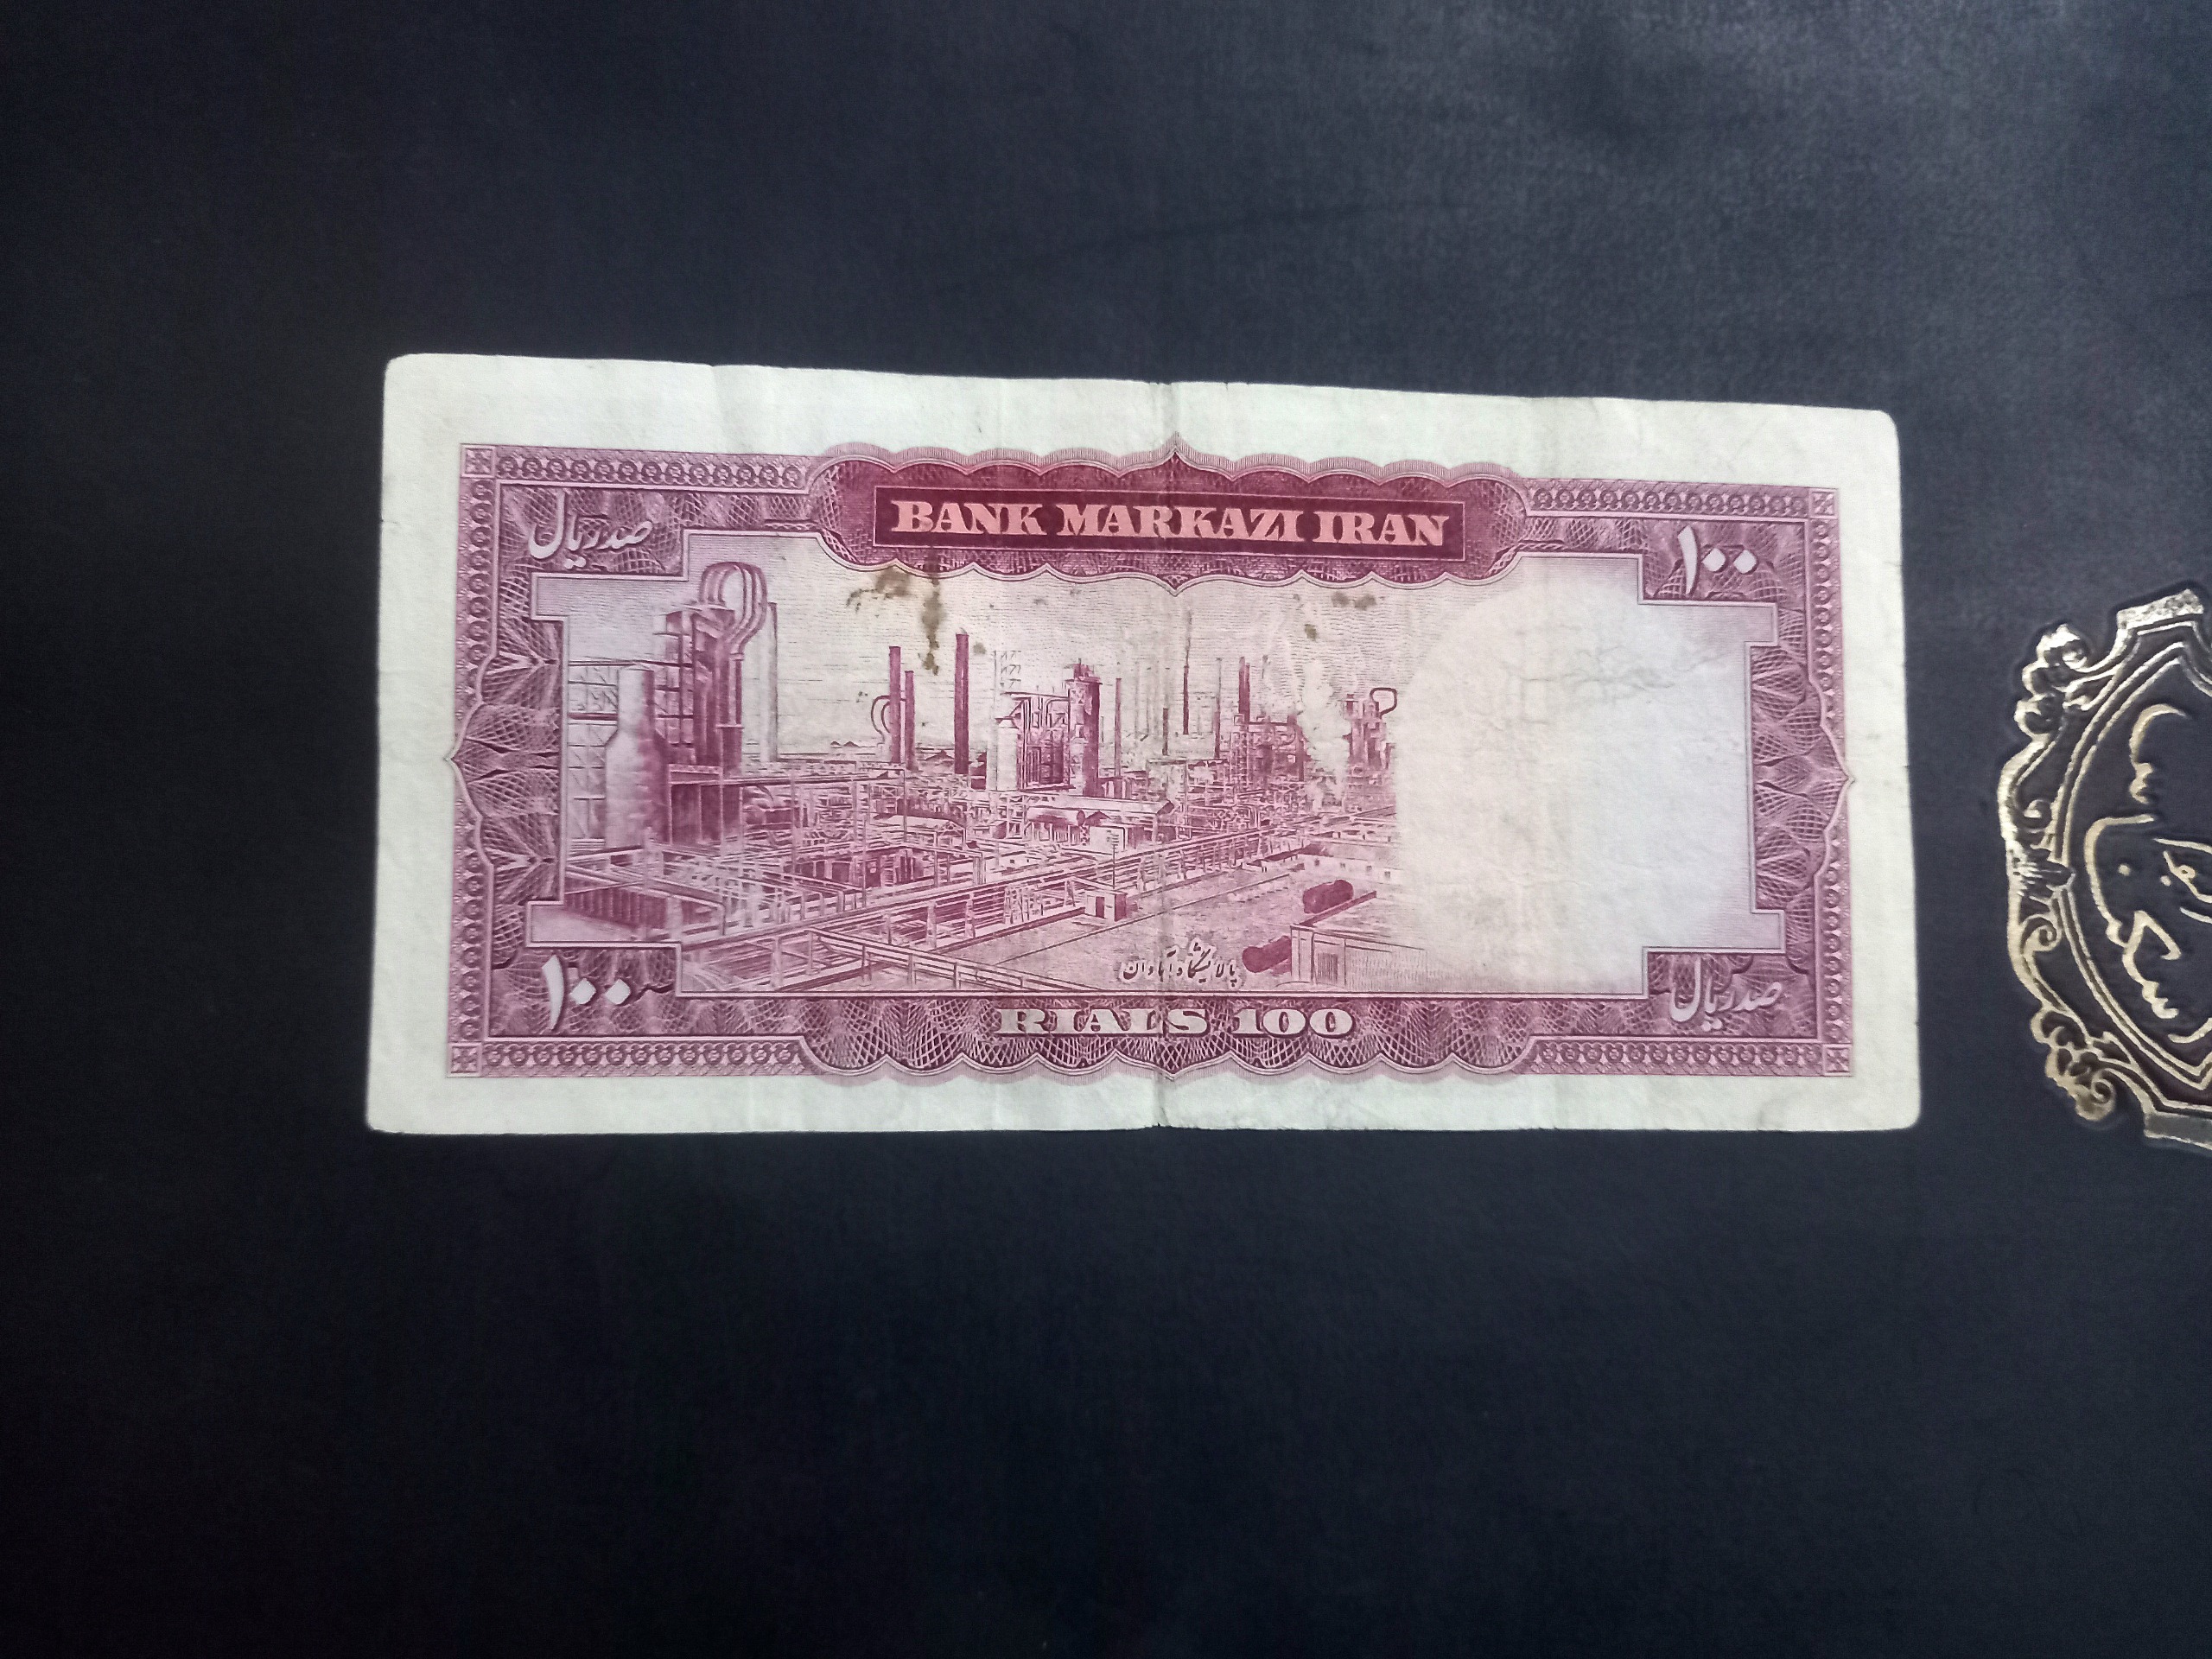 BANK MARKAZI IRAN
صد ریال
۱۰۰
پالایشگاه آبادان
۱۰۰
RIALS 100
صد ریال